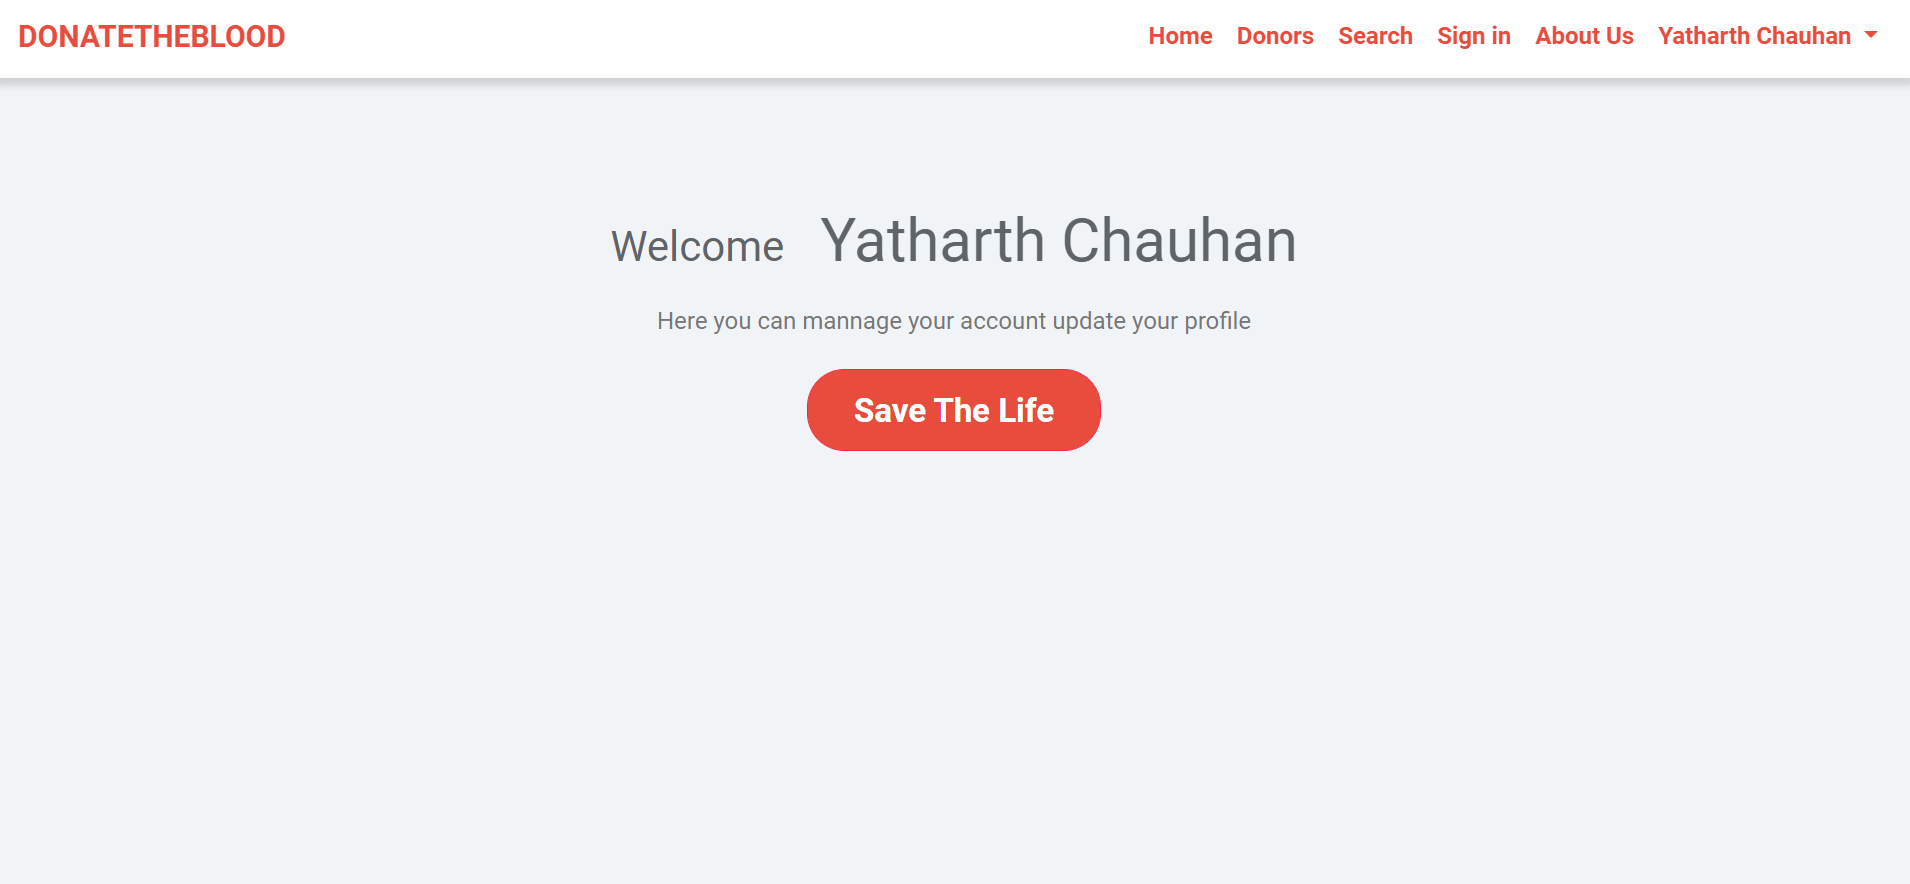 DONATETHEBLOOD Home Donors Search Sign in About Us Yatharth Chauhan
Welcome Yatharth Chauhan
Here you can mannage your account update your profile
Save The Life